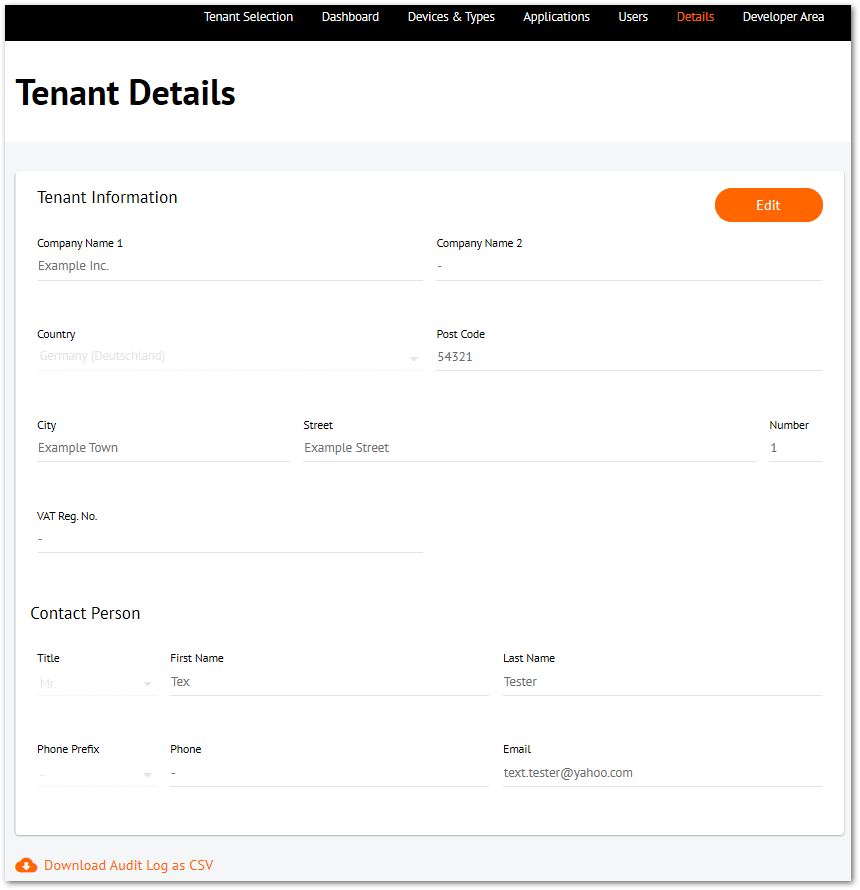 Tenant Selection Dashboard Devices & Types Applications Users Details Developer Area
Tenant Details
Tenant Information
Edit
Company Name 1 Company Name 2
Example Inc. -
Country Post Code
Germany (Deutschland) 54321
City Street Number
Example Town Example Street 1
VAT Reg. No.
-
Contact Person
Title First Name Last Name
Mr. Tex Tester
Phone Prefix Phone Email
- - text.tester@yahoo.com
Download Audit Log as CSV